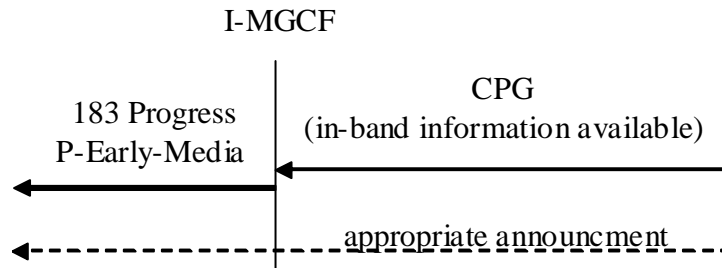 I-MGCF
183 Progress
P-Early-Media
CPG
(in-band information available)
appropriate announcment